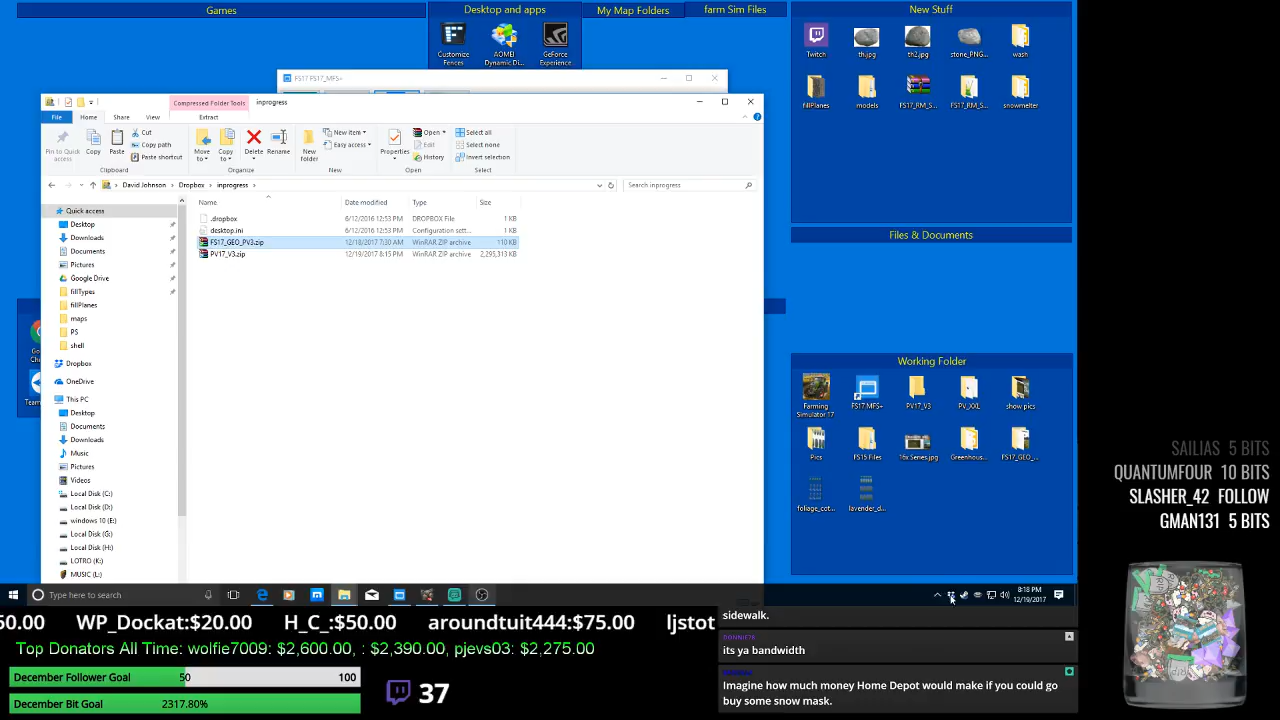 Games
Desktop and apps
My Map Folders
farm Sim Files
New Stuff
Customize Fences
AOMEI Dynamic Di...
GeForce Experience
Twitch
th.jpg
th2.jpg
stone_PNG...
wash
fillPlanes
models
FS17_RM_S...
FS17_RM_S...
snowmelter
FS17 FS17_MFS+
Compressed Folder Tools
inprogress
File
Home
Share
View
Extract
Pin to Quick access
Copy
Paste
Cut
Copy path
Paste shortcut
Move to
Copy to
Delete
Rename
New folder
New item
Easy access
Properties
Open
Edit
History
Select all
Select none
Invert selection
Clipboard
Organize
New
Open
Select
David Johnson > Dropbox > inprogress >
Search inprogress
Name
Date modified
Type
Size
.dropbox 6/12/2016 12:53 PM DROPBOX File 1 KB
desktop.ini 6/12/2016 12:53 PM Configuration sett... 1 KB
FS17_GEO_PV3.zip 12/18/2017 7:30 AM WinRAR ZIP archive 110 KB
PV17_V3.zip 12/19/2017 8:15 PM WinRAR ZIP archive 2,295,313 KB
Quick access
Desktop
Downloads
Documents
Pictures
Google Drive
fillTypes
fillPlanes
maps
PS
shell
Dropbox
OneDrive
This PC
Desktop
Documents
Downloads
Music
Pictures
Videos
Local Disk (C:)
Local Disk (D:)
windows 10 (E:)
Local Disk (G:)
Local Disk (H:)
LOTRO (K:)
MUSIC (L:)
Files & Documents
Working Folder
Farming Simulator 17
FS17 MFS+
PV17_V3
PV_XXL
show pics
Pics
FS15 Files
16x Series.jpg
Greenhous...
FS17_GEO_...
foliage_cot...
lavender_d...
SAILIAS 5 BITS
QUANTUMFOUR 10 BITS
SLASHER_42 FOLLOW
GMAN131 5 BITS
Type here to search
8:18 PM
12/19/2017
50.00 WP_Dockat:$20.00 H_C_:$50.00 aroundtuit444:$75.00 ljstot
Top Donators All Time: wolfie7009: $2,600.00, : $2,390.00, pjevs03: $2,275.00
December Follower Goal 50 100
December Bit Goal 2317.80%
37
sidewalk.
DONNIE78
its ya bandwidth
Imagine how much money Home Depot would make if you could go
buy some snow mask.